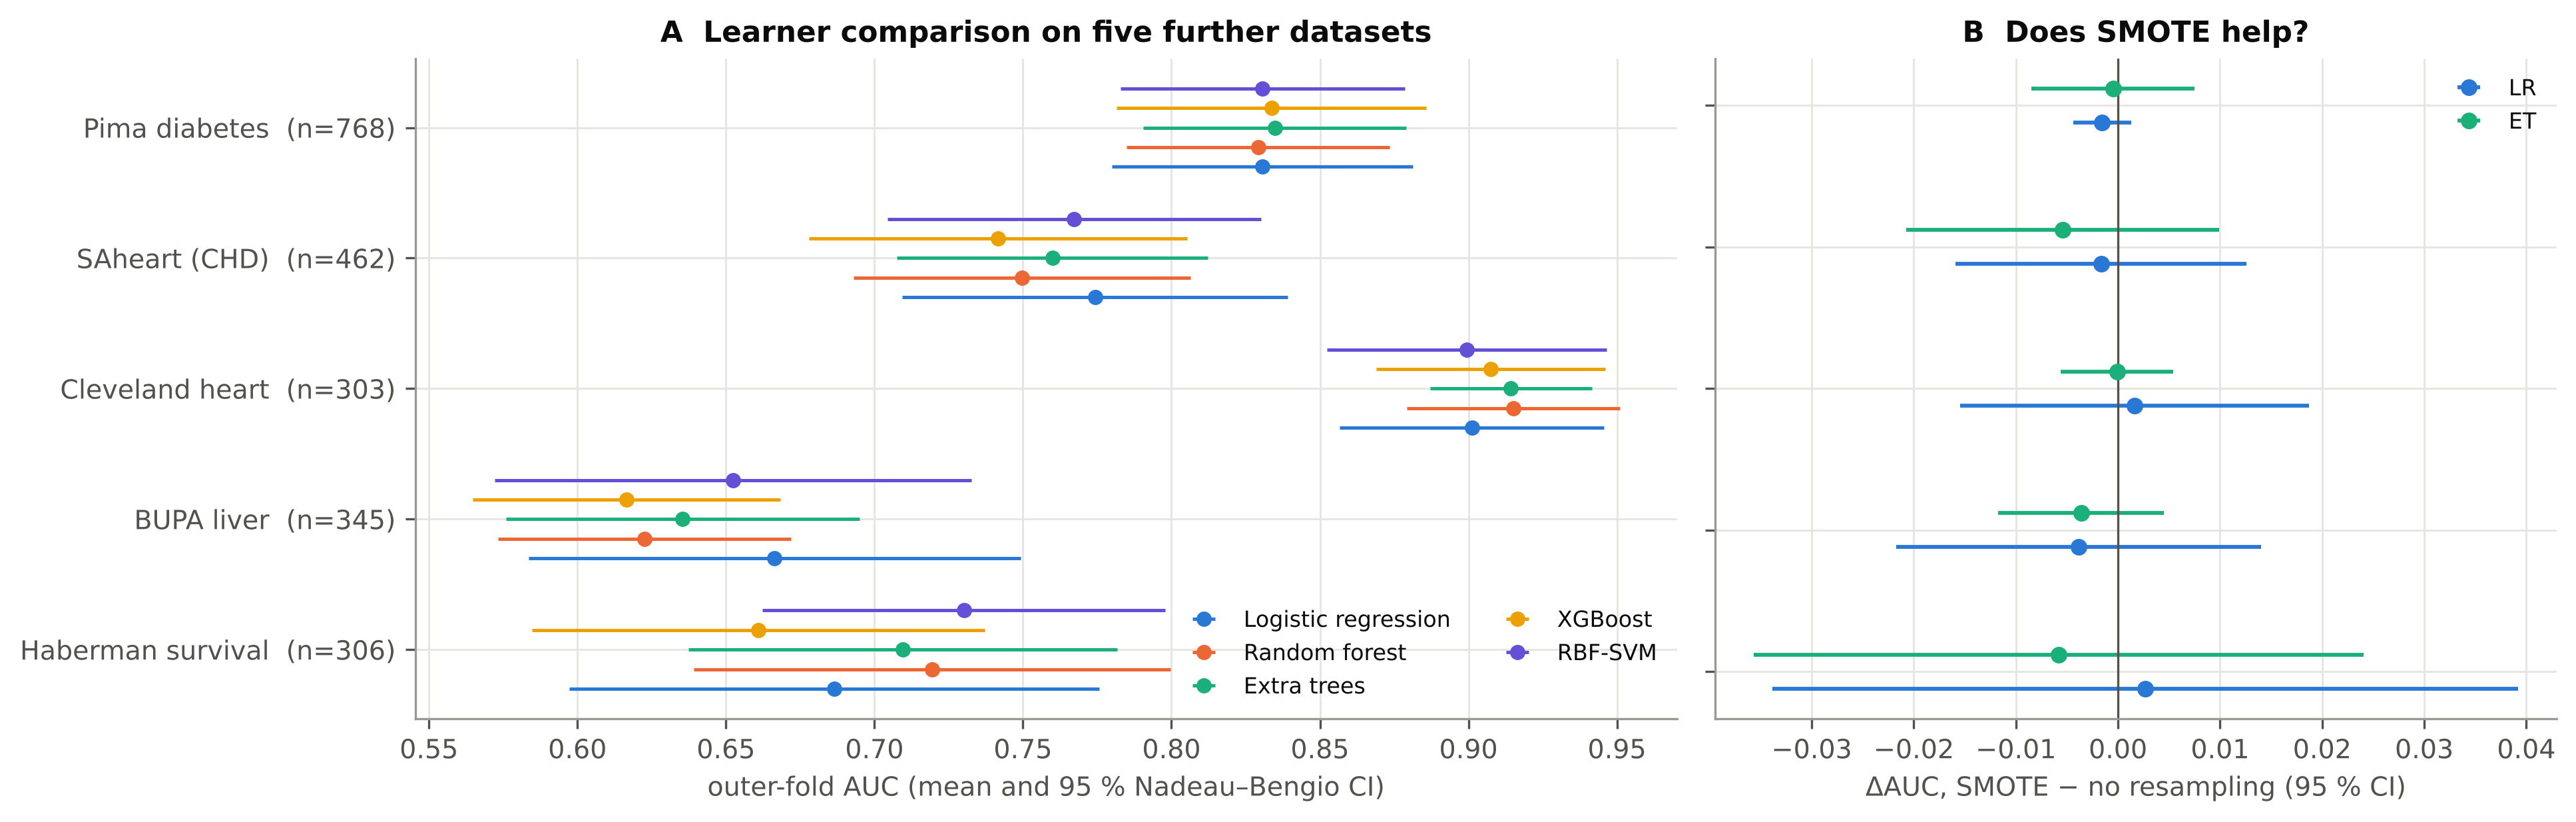 A Learner comparison on five further datasets
Pima diabetes (n=768)
SAheart (CHD) (n=462)
Cleveland heart (n=303)
BUPA liver (n=345)
Haberman survival (n=306)
Logistic regression
Random forest
Extra trees
XGBoost
RBF-SVM
0.55 0.60 0.65 0.70 0.75 0.80 0.85 0.90 0.95
outer-fold AUC (mean and 95 % Nadeau–Bengio CI)
B Does SMOTE help?
LR
ET
−0.03 −0.02 −0.01 0.00 0.01 0.02 0.03 0.04
ΔAUC, SMOTE − no resampling (95 % CI)